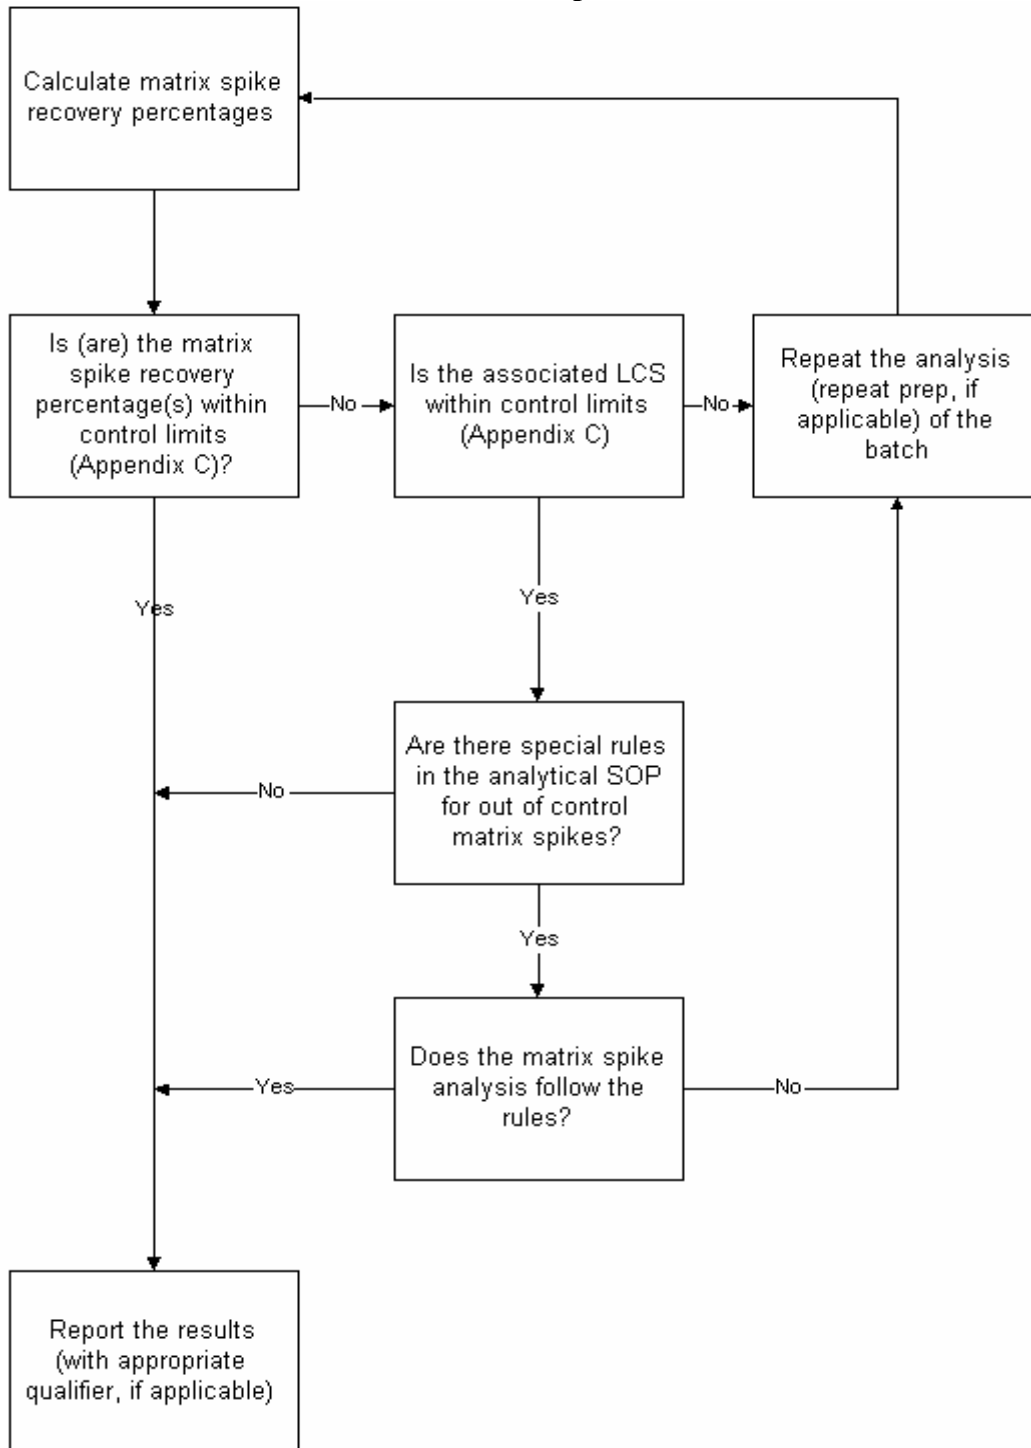 Calculate matrix spike
recovery percentages
Is (are) the matrix
spike recovery
percentage(s) within
control limits
(Appendix C)?
No
Is the associated LCS
within control limits
(Appendix C)
No
Repeat the analysis
(repeat prep, if
applicable) of the
batch
Yes
Yes
Are there special rules
in the analytical SOP
for out of control
matrix spikes?
No
Yes
Does the matrix spike
analysis follow the
rules?
Yes
No
Report the results
(with appropriate
qualifier, if applicable)